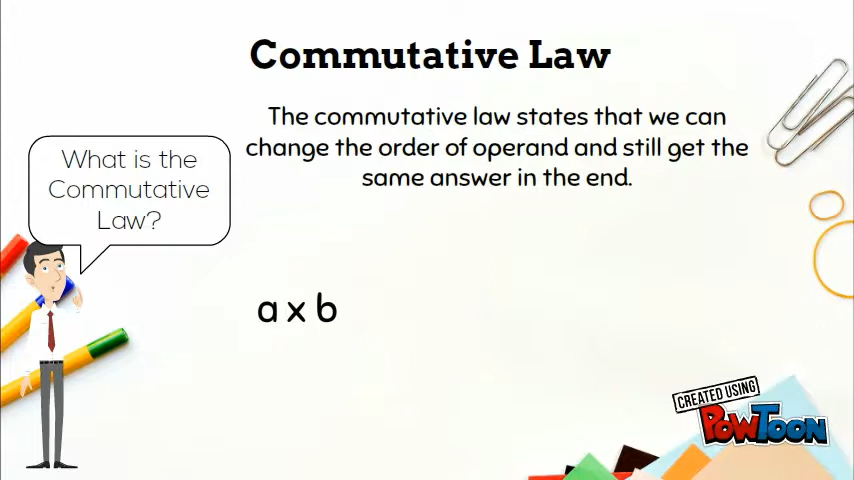 Commutative Law
The commutative law states that we can
change the order of operand and still get the
same answer in the end.
What is the
Commutative
Law?
a x b
CREATED USING
POWTOON